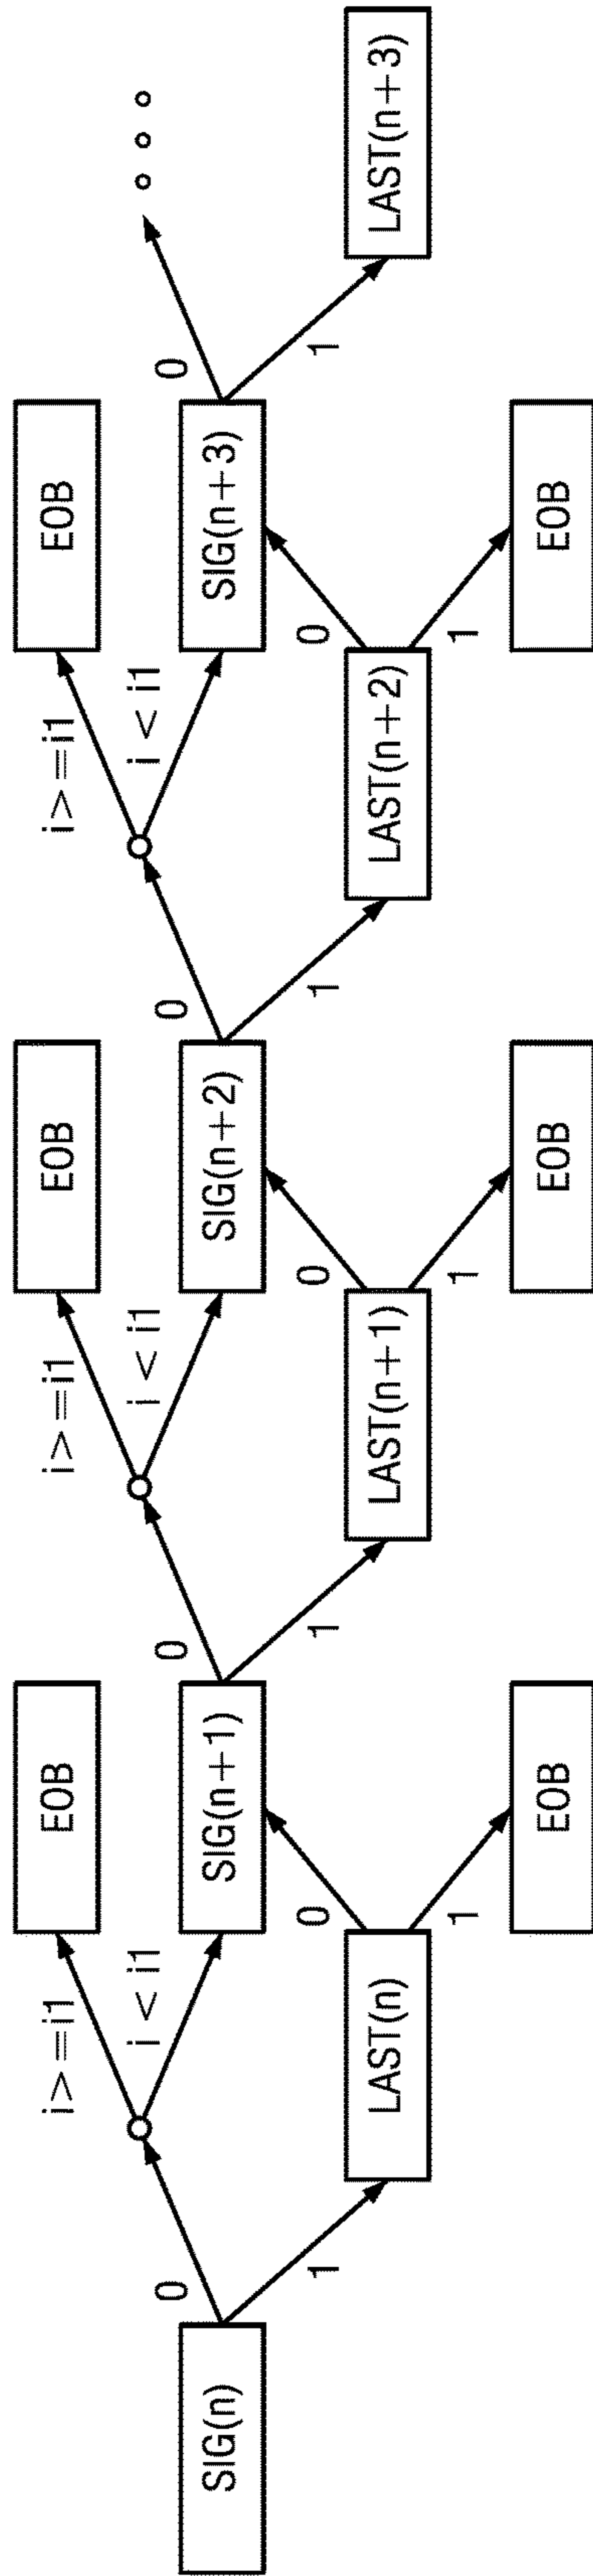 SIG(n)
0
1
i>=i1
i < i1
LAST(n)
EOB
SIG(n+1)
0
1
EOB
0
1
i>=i1
i < i1
LAST(n+1)
EOB
SIG(n+2)
0
1
EOB
0
1
i>=i1
i < i1
LAST(n+2)
EOB
SIG(n+3)
0
1
EOB
0
1
LAST(n+3)